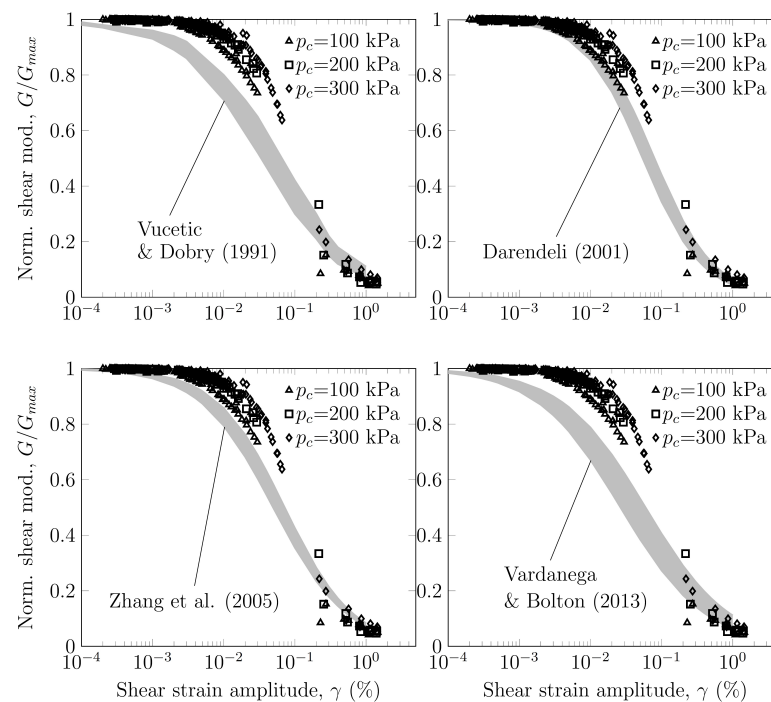 Norm. shear mod., G/Gmax
1
0.8
0.6
0.4
0.2
0
pc=100 kPa
pc=200 kPa
pc=300 kPa
Vucetic
& Dobry (1991)
10−4
10−3
10−2
10−1
100
1
0.8
0.6
0.4
0.2
0
pc=100 kPa
pc=200 kPa
pc=300 kPa
Darendeli (2001)
10−4
10−3
10−2
10−1
100
Norm. shear mod., G/Gmax
1
0.8
0.6
0.4
0.2
0
pc=100 kPa
pc=200 kPa
pc=300 kPa
Zhang et al. (2005)
10−4
10−3
10−2
10−1
100
Shear strain amplitude, γ (%)
1
0.8
0.6
0.4
0.2
0
pc=100 kPa
pc=200 kPa
pc=300 kPa
Vardanega
& Bolton (2013)
10−4
10−3
10−2
10−1
100
Shear strain amplitude, γ (%)